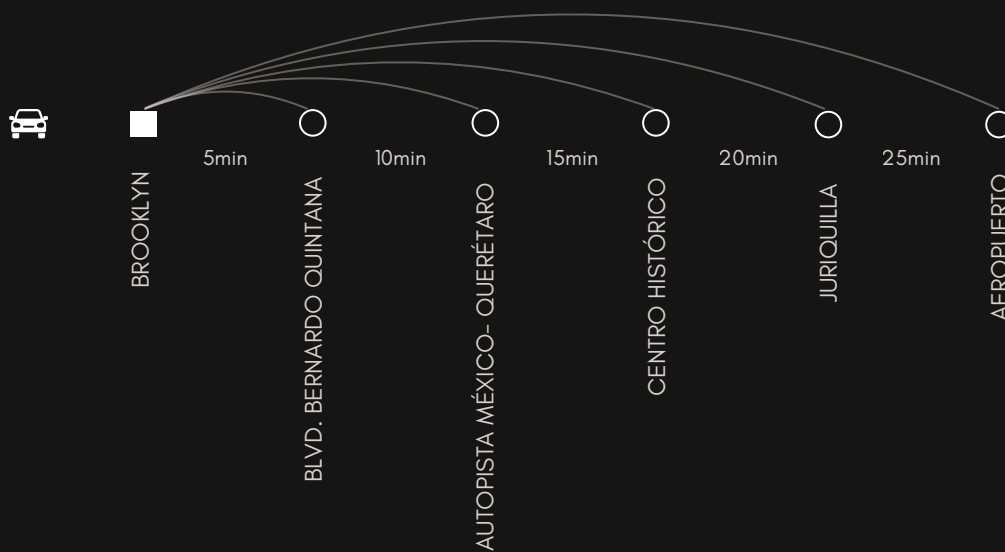 5min
10min
15min
20min
25min
BROOKLYN
BLVD. BERNARDO QUINTANA
AUTOPISTA MÉXICO- QUERÉTARO
CENTRO HISTÓRICO
JURIQUILLA
AEROPUERTO